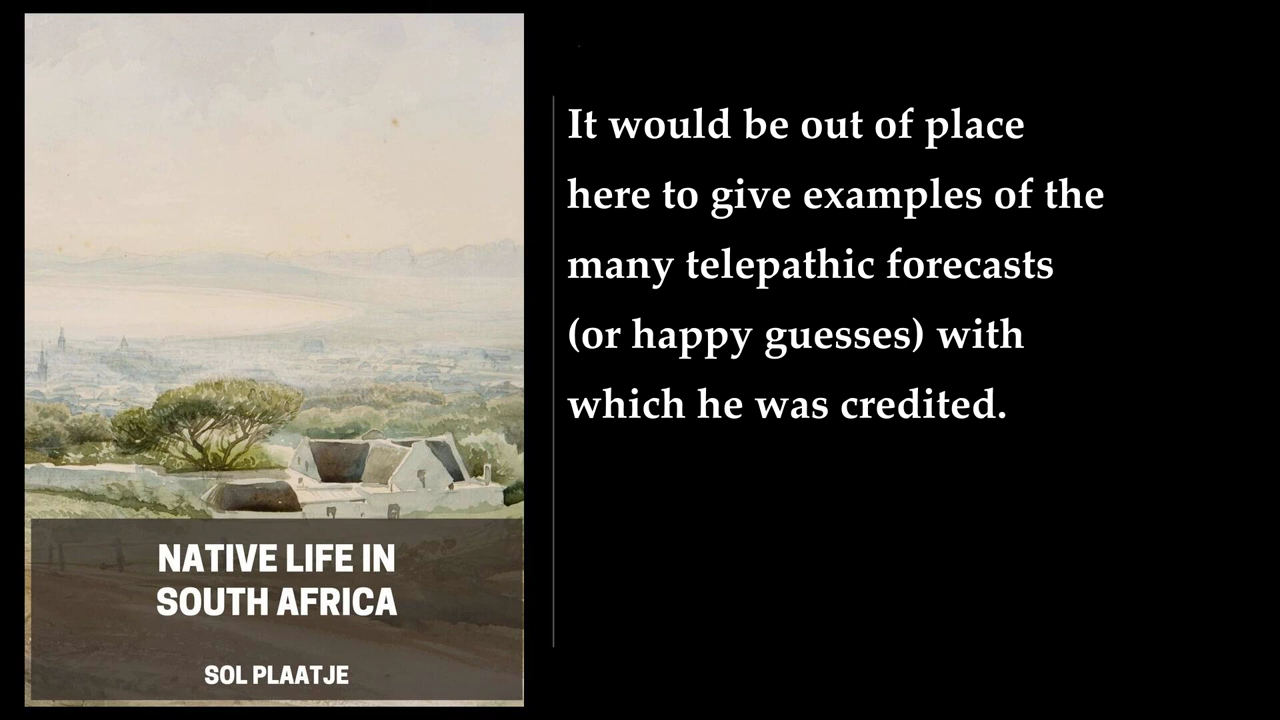 It would be out of place
here to give examples of the
many telepathic forecasts
(or happy guesses) with
which he was credited.
NATIVE LIFE IN
SOUTH AFRICA
SOL PLAATJE